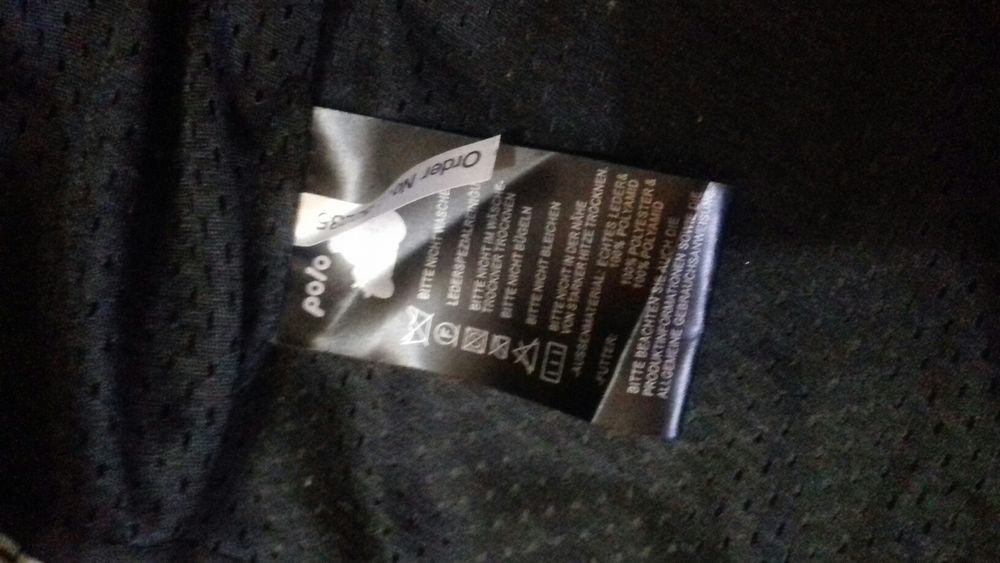 polo
Order No.
BITTE NICHT WASCHEN
LEDERSPEZIALREINIGUNG
BITTE NICHT IM WÄSCHE-
TROCKNER TROCKNEN
BITTE NICHT BÜGELN
BITTE NICHT BLEICHEN
BITTE NICHT IN DER NÄHE
VON STARKER HITZE TROCKNEN.
-AUSSENMATERIAL: ECHTES LEDER &
100% POLYAMID
-FUTTER: 100% POLYESTER &
100% POLYAMID
BITTE BEACHTEN SIE AUCH DIE
PRODUKTINFORMATIONEN SOWIE DIE
ALLGEMEINE GEBRAUCHSANWEISUNG